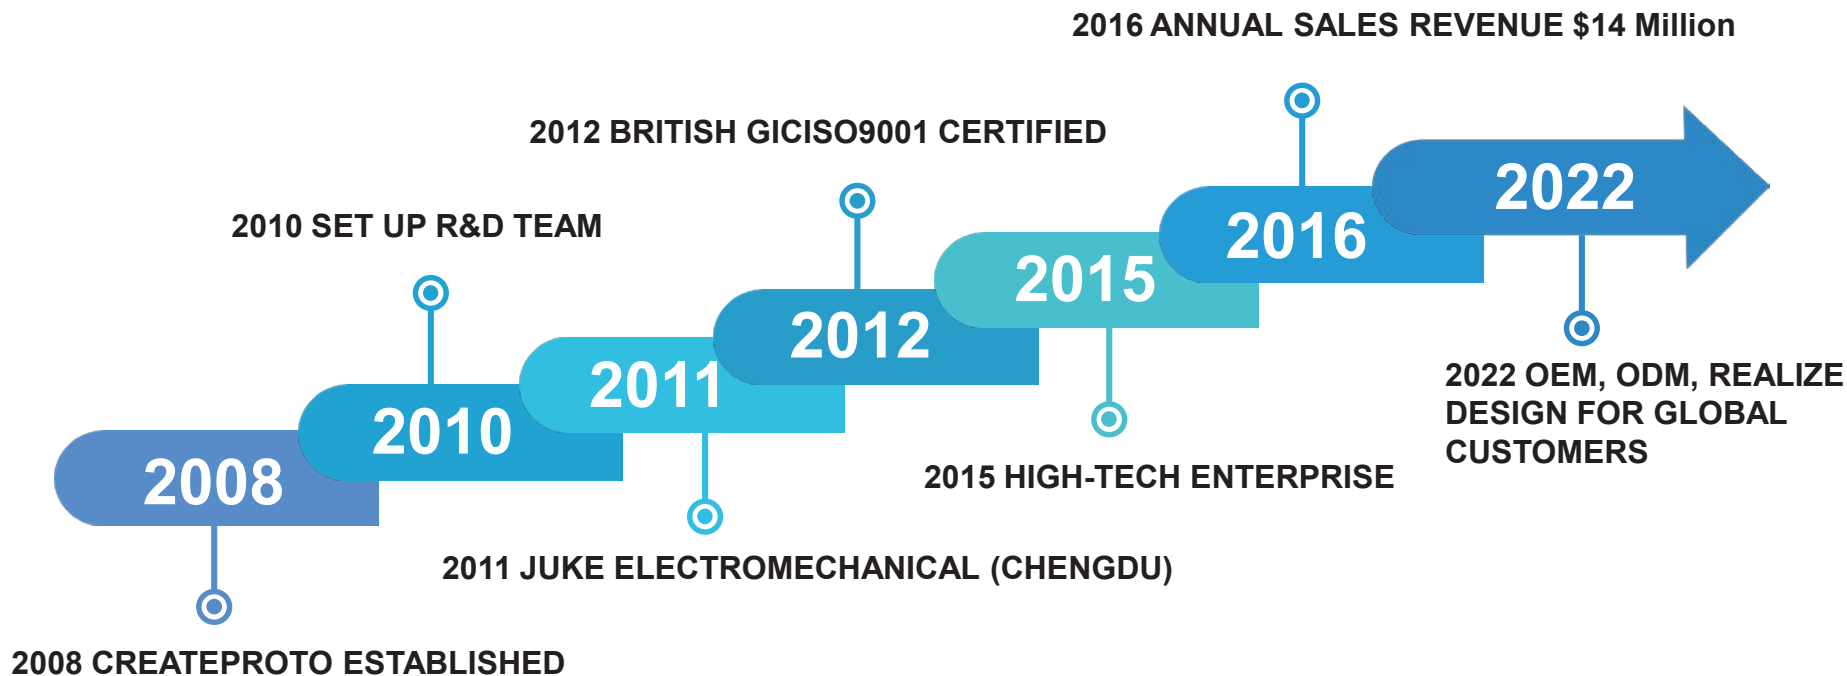 2016 ANNUAL SALES REVENUE $14 Million
2012 BRITISH GICISO9001 CERTIFIED
2010 SET UP R&D TEAM
2022
2016
2015
2012
2011
2010
2008
2022 OEM, ODM, REALIZE
DESIGN FOR GLOBAL
CUSTOMERS
2015 HIGH-TECH ENTERPRISE
2011 JUKE ELECTROMECHANICAL (CHENGDU)
2008 CREATEPROTO ESTABLISHED